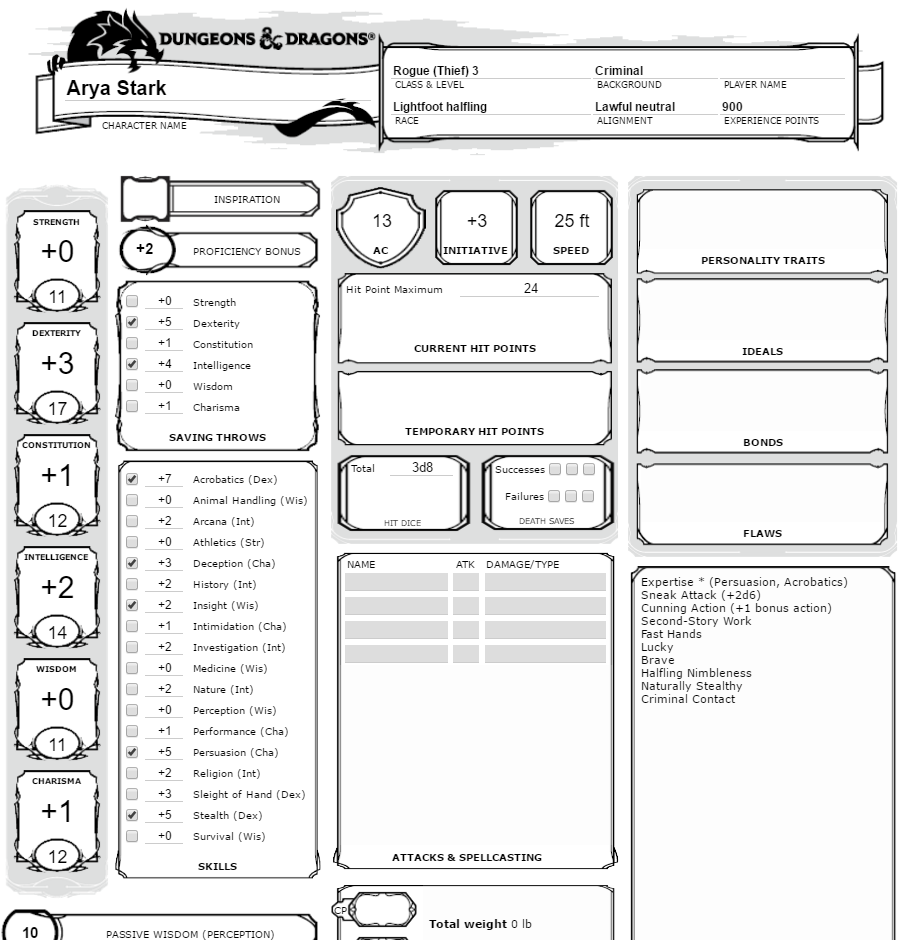 DUNGEONS & DRAGONS®
Arya Stark
CHARACTER NAME
Rogue (Thief) 3 Criminal
CLASS & LEVEL BACKGROUND PLAYER NAME
Lightfoot halfling Lawful neutral 900
RACE ALIGNMENT EXPERIENCE POINTS
STRENGTH
+0
11
DEXTERITY
+3
17
CONSTITUTION
+1
12
INTELLIGENCE
+2
14
WISDOM
+0
11
CHARISMA
+1
12
INSPIRATION
+2 PROFICIENCY BONUS
+0 Strength
+5 Dexterity
+1 Constitution
+4 Intelligence
+0 Wisdom
+1 Charisma
SAVING THROWS
+7 Acrobatics (Dex)
+0 Animal Handling (Wis)
+2 Arcana (Int)
+0 Athletics (Str)
+3 Deception (Cha)
+2 History (Int)
+2 Insight (Wis)
+1 Intimidation (Cha)
+2 Investigation (Int)
+0 Medicine (Wis)
+2 Nature (Int)
+0 Perception (Wis)
+1 Performance (Cha)
+5 Persuasion (Cha)
+2 Religion (Int)
+3 Sleight of Hand (Dex)
+5 Stealth (Dex)
+0 Survival (Wis)
SKILLS
10 PASSIVE WISDOM (PERCEPTION)
13 +3 25 ft
AC INITIATIVE SPEED
Hit Point Maximum 24
CURRENT HIT POINTS
TEMPORARY HIT POINTS
Total 3d8
HIT DICE
Successes
Failures
DEATH SAVES
NAME ATK DAMAGE/TYPE
ATTACKS & SPELLCASTING
CP
Total weight 0 lb
PERSONALITY TRAITS
IDEALS
BONDS
FLAWS
Expertise * (Persuasion, Acrobatics)
Sneak Attack (+2d6)
Cunning Action (+1 bonus action)
Second-Story Work
Fast Hands
Lucky
Brave
Halfling Nimbleness
Naturally Stealthy
Criminal Contact